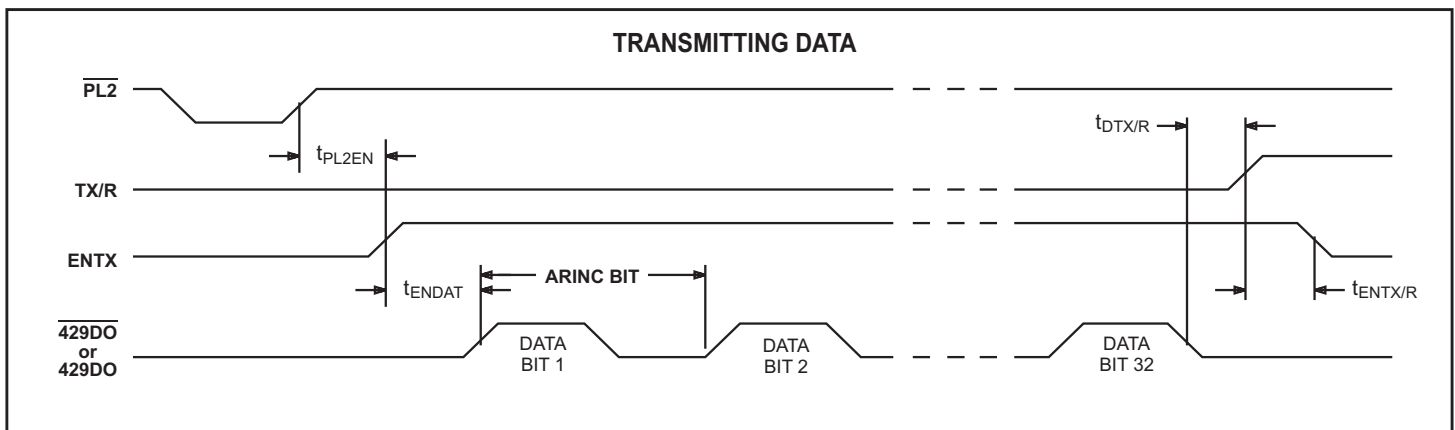 TRANSMITTING DATA
PL2
tDTX/R
tPL2EN
TX/R
ENTX
ARINC BIT
tENDAT
tENTX/R
429DO
or
429DO
DATA
BIT 1
DATA
BIT 2
DATA
BIT 32